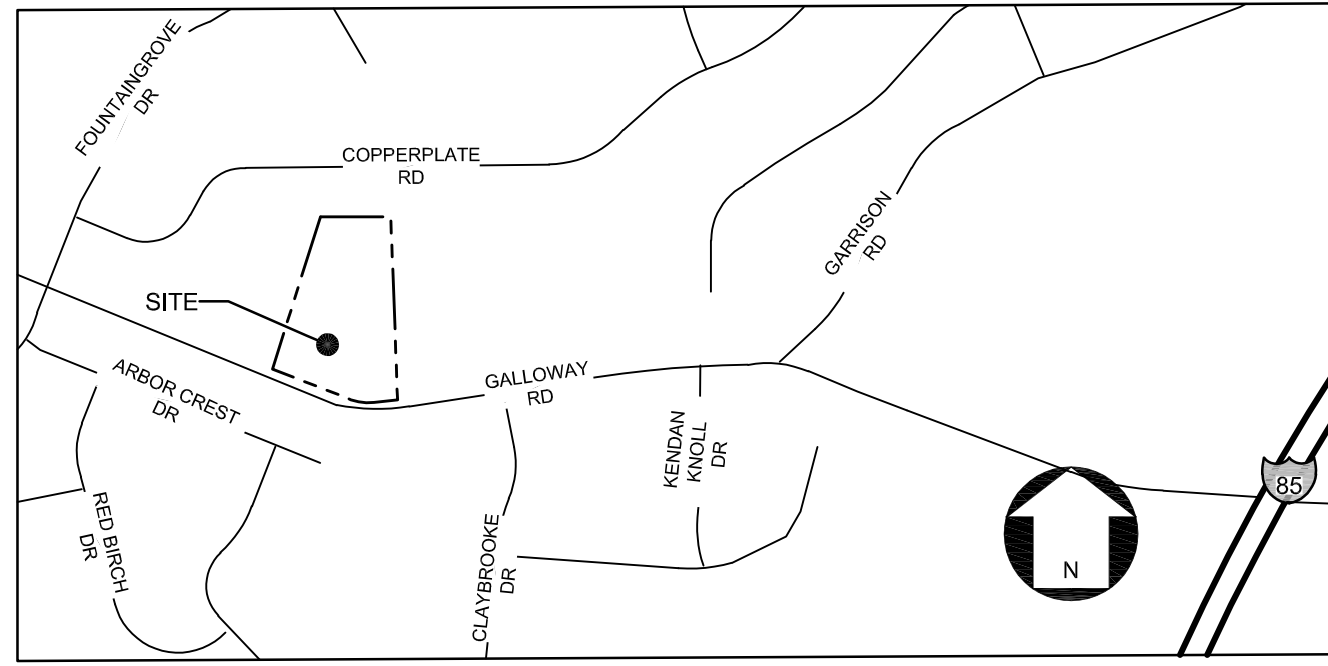 FOUNTAINGROVE
DR
COPPERPLATE
RD
GARRISON
RD
SITE
ARBOR CREST
DR
GALLOWAY
RD
KENDAN
KNOLL
DR
85
RED BIRCH
DR
CLAYBROOKE
DR
N